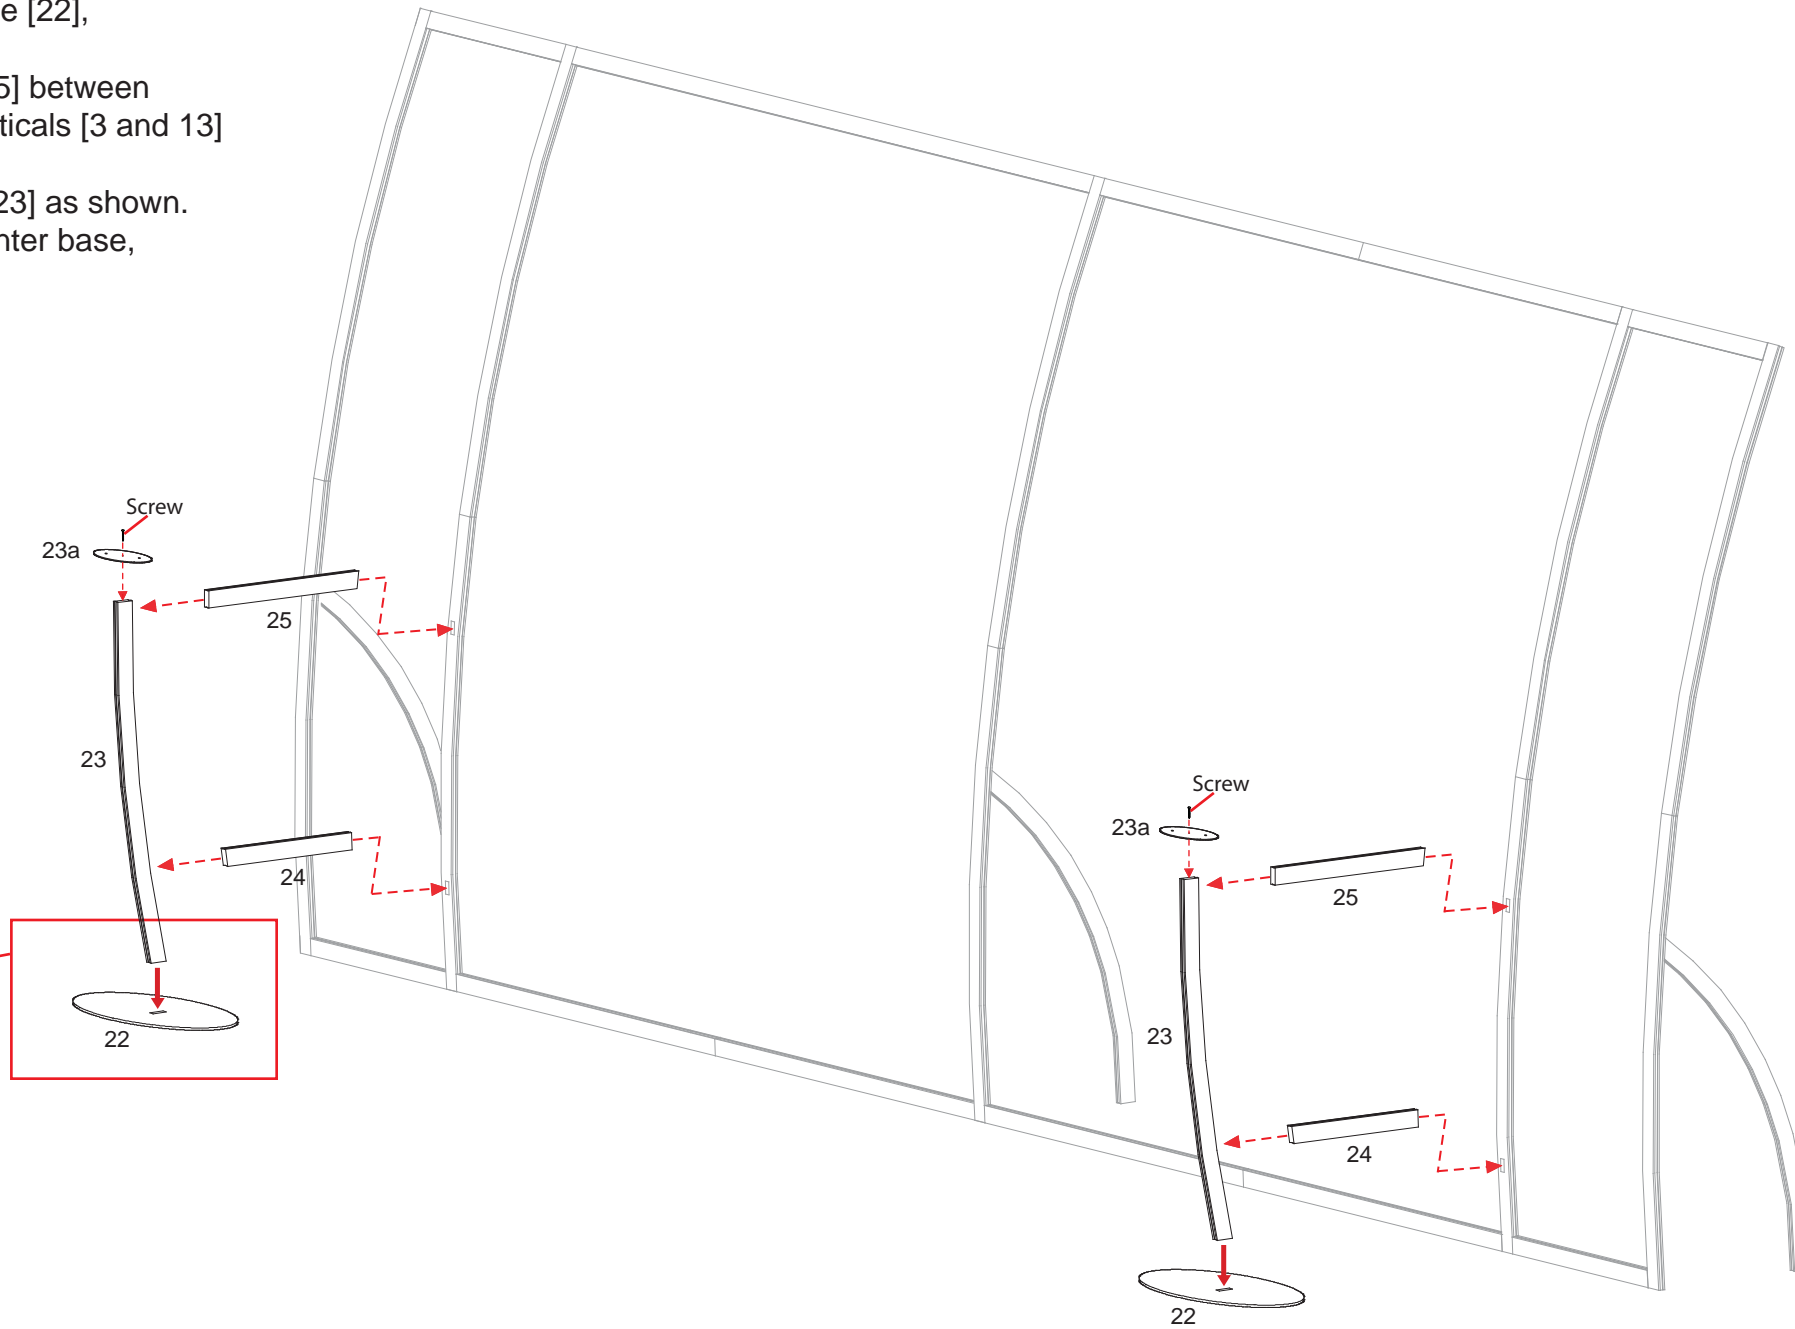 e [22],
5] between
ticals [3 and 13]
23] as shown.
nter base,
Screw
23a
25
23
24
22
Screw
23a
25
23
24
22